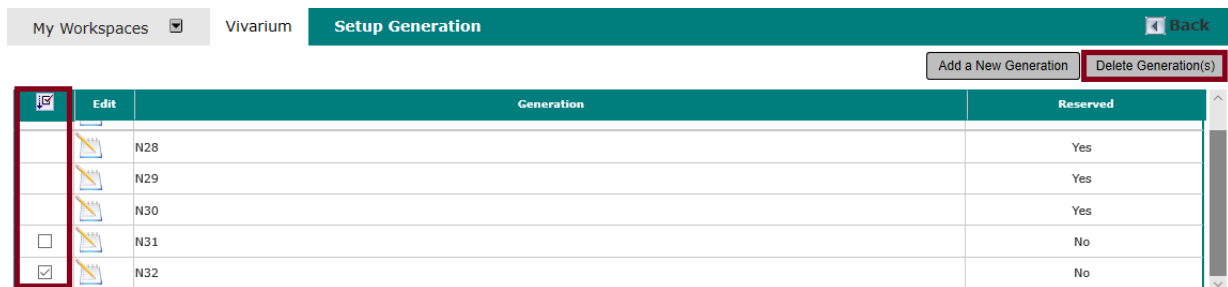 My Workspaces Vivarium Setup Generation Back
Add a New Generation Delete Generation(s)
Edit Generation Reserved
N28 Yes
N29 Yes
N30 Yes
N31 No
N32 No